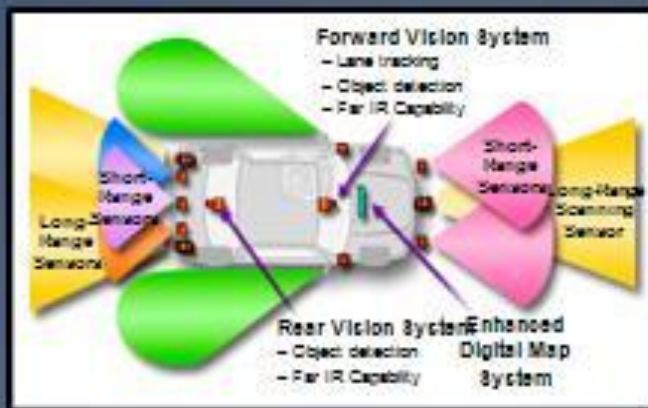 Forward Vision System
– Lane tracking
– Object detection
– Far IR Capability
Short-
Range
Sensors
Long-
Range
Sensors
Short-
Range
Sensors
Long-Range
Scanning
Sensor
Rear Vision System
– Object detection
– Far IR Capability
Enhanced
Digital Map
System